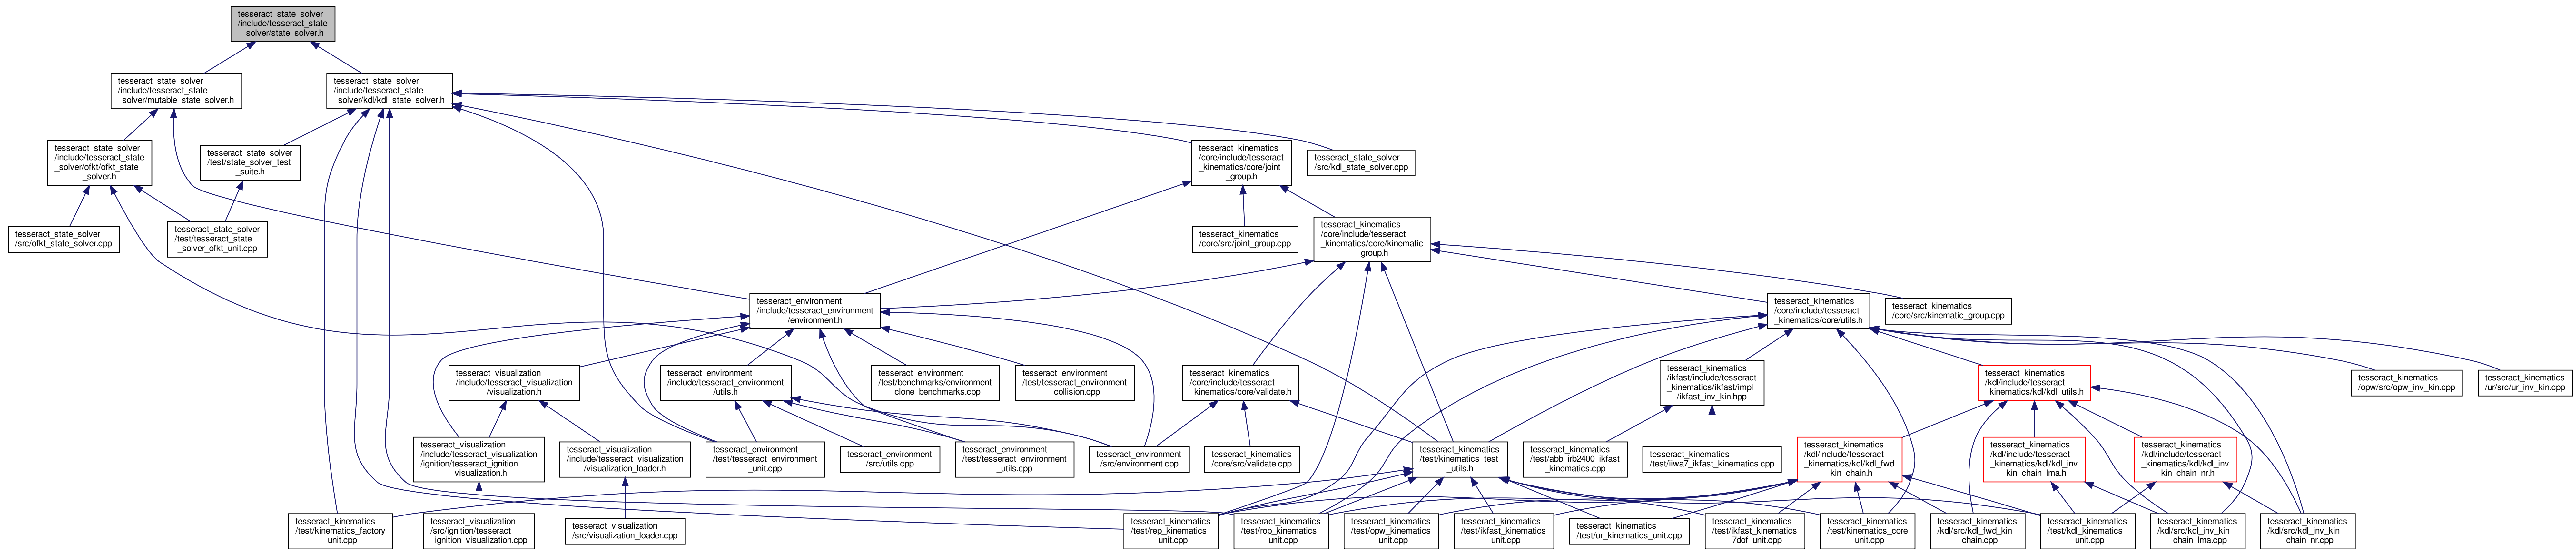 tesseract_state_solver
/include/tesseract_state
_solver/state_solver.h
tesseract_state_solver
/include/tesseract_state
_solver/mutable_state_solver.h
tesseract_state_solver
/include/tesseract_state
_solver/kdl/kdl_state_solver.h
tesseract_state_solver
/include/tesseract_state
_solver/ofkt/ofkt_state
_solver.h
tesseract_state_solver
/test/state_solver_test
_suite.h
tesseract_kinematics
/core/include/tesseract
_kinematics/core/joint
_group.h
tesseract_state_solver
/src/kdl_state_solver.cpp
tesseract_state_solver
/src/ofkt_state_solver.cpp
tesseract_state_solver
/test/tesseract_state
_solver_ofkt_unit.cpp
tesseract_kinematics
/core/src/joint_group.cpp
tesseract_kinematics
/core/include/tesseract
_kinematics/core/kinematic
_group.h
tesseract_environment
/include/tesseract_environment
/environment.h
tesseract_kinematics
/core/include/tesseract
_kinematics/core/utils.h
tesseract_kinematics
/core/src/kinematic_group.cpp
tesseract_visualization
/include/tesseract_visualization
/visualization.h
tesseract_environment
/include/tesseract_environment
/utils.h
tesseract_environment
/test/benchmarks/environment
_clone_benchmarks.cpp
tesseract_environment
/test/tesseract_environment
_collision.cpp
tesseract_kinematics
/core/include/tesseract
_kinematics/core/validate.h
tesseract_kinematics
/ikfast/include/tesseract
_kinematics/ikfast/impl
/ikfast_inv_kin.hpp
tesseract_kinematics
/kdl/include/tesseract
_kinematics/kdl/kdl_utils.h
tesseract_kinematics
/opw/src/opw_inv_kin.cpp
tesseract_kinematics
/ur/src/ur_inv_kin.cpp
tesseract_visualization
/include/tesseract_visualization
/ignition/tesseract_ignition
_visualization.h
tesseract_visualization
/include/tesseract_visualization
/visualization_loader.h
tesseract_environment
/test/tesseract_environment
_unit.cpp
tesseract_environment
/src/utils.cpp
tesseract_environment
/test/tesseract_environment
_utils.cpp
tesseract_environment
/src/environment.cpp
tesseract_kinematics
/core/src/validate.cpp
tesseract_kinematics
/test/kinematics_test
_utils.h
tesseract_kinematics
/test/abb_irb2400_ikfast
_kinematics.cpp
tesseract_kinematics
/test/iiwa7_ikfast_kinematics.cpp
tesseract_kinematics
/kdl/include/tesseract
_kinematics/kdl/kdl_fwd
_kin_chain.h
tesseract_kinematics
/kdl/include/tesseract
_kinematics/kdl/kdl_inv
_kin_chain_lma.h
tesseract_kinematics
/kdl/include/tesseract
_kinematics/kdl/kdl_inv
_kin_chain_nr.h
tesseract_kinematics
/test/kinematics_factory
_unit.cpp
tesseract_visualization
/src/ignition/tesseract
_ignition_visualization.cpp
tesseract_visualization
/src/visualization_loader.cpp
tesseract_kinematics
/test/rep_kinematics
_unit.cpp
tesseract_kinematics
/test/rop_kinematics
_unit.cpp
tesseract_kinematics
/test/opw_kinematics
_unit.cpp
tesseract_kinematics
/test/ikfast_kinematics
_unit.cpp
tesseract_kinematics
/test/ur_kinematics_unit.cpp
tesseract_kinematics
/test/ikfast_kinematics
_7dof_unit.cpp
tesseract_kinematics
/test/kinematics_core
_unit.cpp
tesseract_kinematics
/kdl/src/kdl_fwd_kin
_chain.cpp
tesseract_kinematics
/test/kdl_kinematics
_unit.cpp
tesseract_kinematics
/kdl/src/kdl_inv_kin
_chain_lma.cpp
tesseract_kinematics
/kdl/src/kdl_inv_kin
_chain_nr.cpp